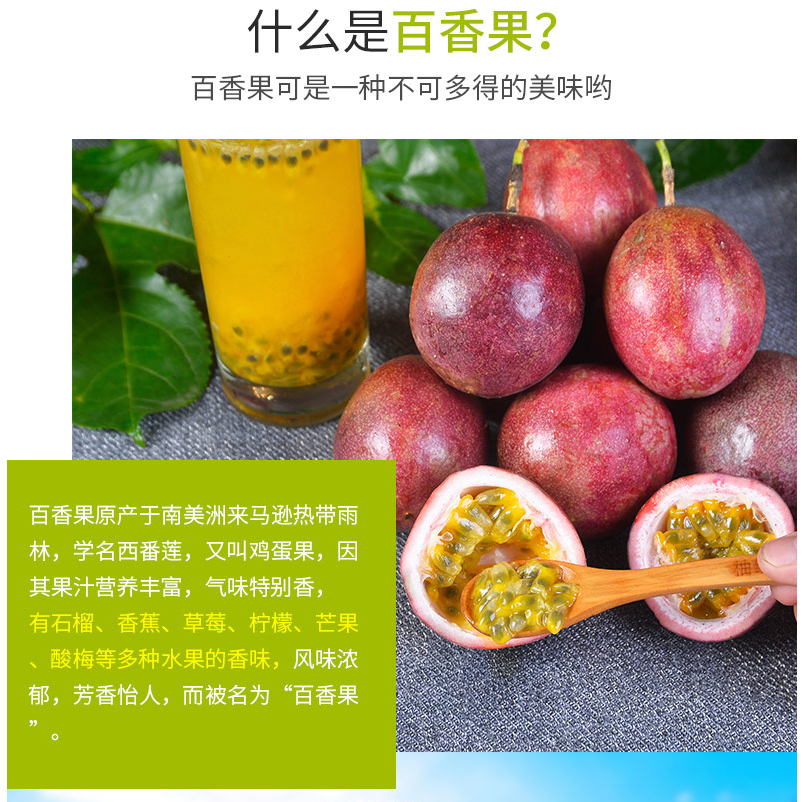 什么是百香果?
百香果可是一种不可多得的美味哟
百香果原产于南美洲来马逊热带雨
林，学名西番莲，又叫鸡蛋果，因
其果汁营养丰富，气味特别香，
有石榴、香蕉、草莓、柠檬、芒果
、酸梅等多种水果的香味，风味浓
郁，芳香怡人，而被名为“百香果
”。